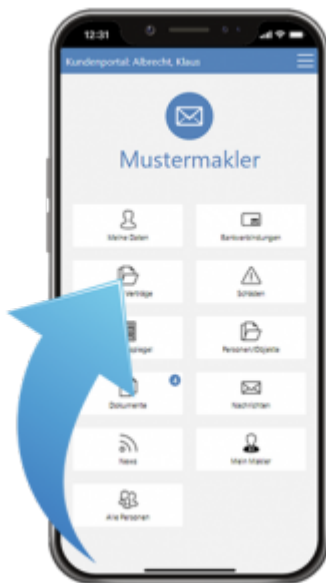 12:31
Kundenportal: Albrecht, Klaus
Mustermakler
Meine Daten
Bankverbindungen
Verträge
Schäden
Personen/Objekte
Dokumente
Nachrichten
News
Mein Makler
Alle Personen